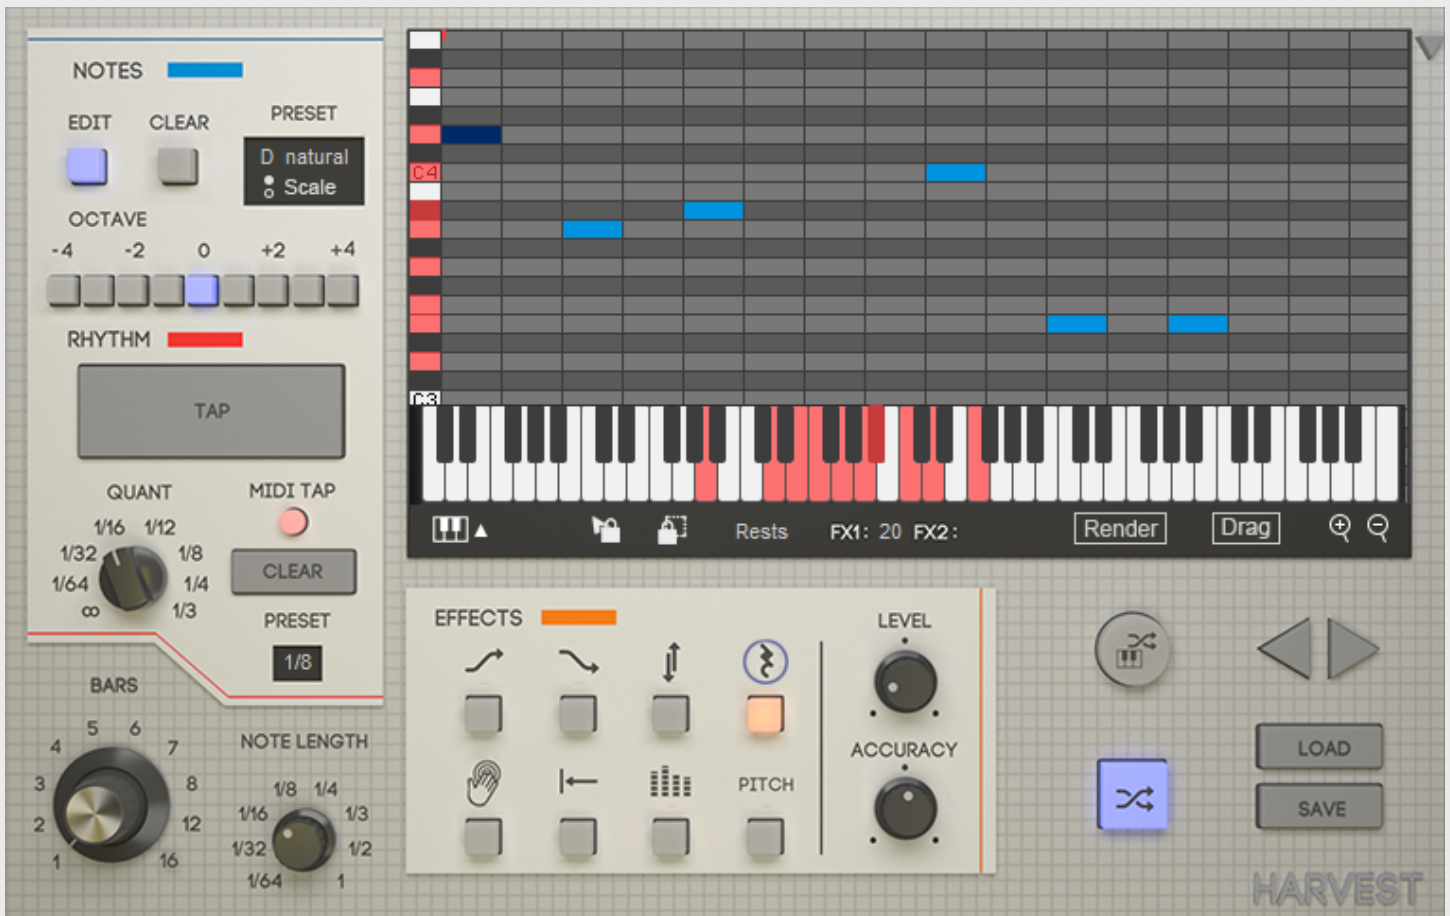 NOTES
EDIT CLEAR PRESET
D natural
Scale
OCTAVE
-4 -2 0 +2 +4
RHYTHM
TAP
QUANT MIDI TAP
1/16 1/12
1/32 1/8
1/64 1/4
∞ 1/3
CLEAR
PRESET
1/8
BARS
1 2 3 4 5 6 7 8 12 16
NOTE LENGTH
1/8 1/4
1/16 1/3
1/32 1/2
1/64 1
C4
C3
Rests FX1: 20 FX2: Render Drag
EFFECTS
PITCH
LEVEL
ACCURACY
LOAD
SAVE
HARVEST